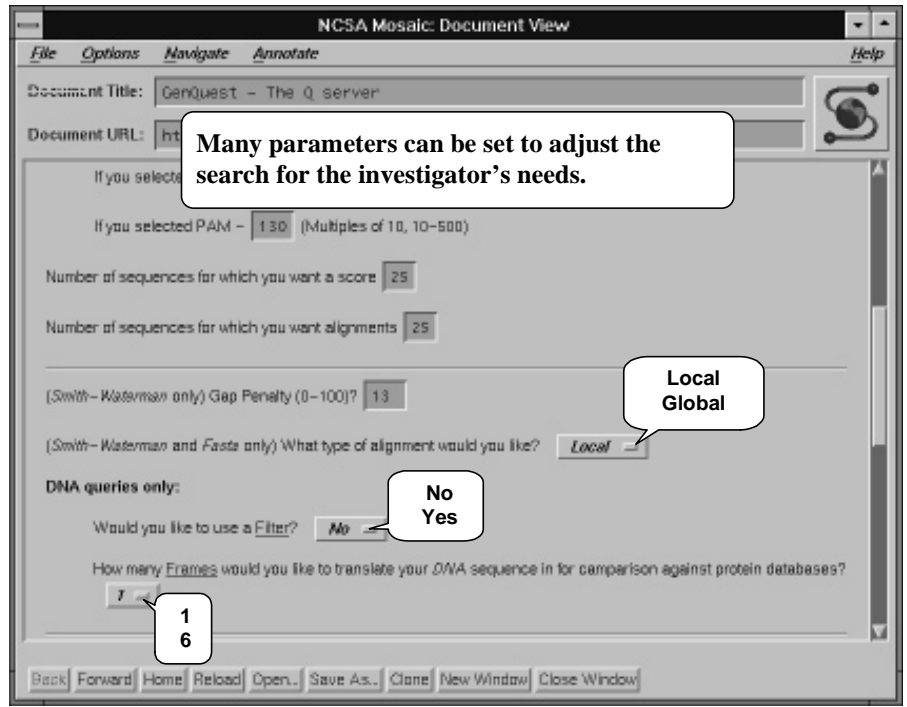 NCSA Mosaic: Document View
File Options Navigate Annotate Help
Document Title: GenQuest – The Q server
Document URL: ht
Many parameters can be set to adjust the
search for the investigator's needs.
If you selecte
If you selected PAM – 130 (Multiples of 10, 10–500)
Number of sequences for which you want a score 25
Number of sequences for which you want alignments 25
Local
Global
(Smith–Waterman only) Gap Penalty (0–100)? 13
(Smith–Waterman and Fasta only) What type of alignment would you like? Local
DNA queries only:
No
Yes
Would you like to use a Filter? No
How many Frames would you like to translate your DNA sequence in for comparison against protein databases?
1
1
6
Back Forward Home Reload Open... Save As... Clone New Window Close Window